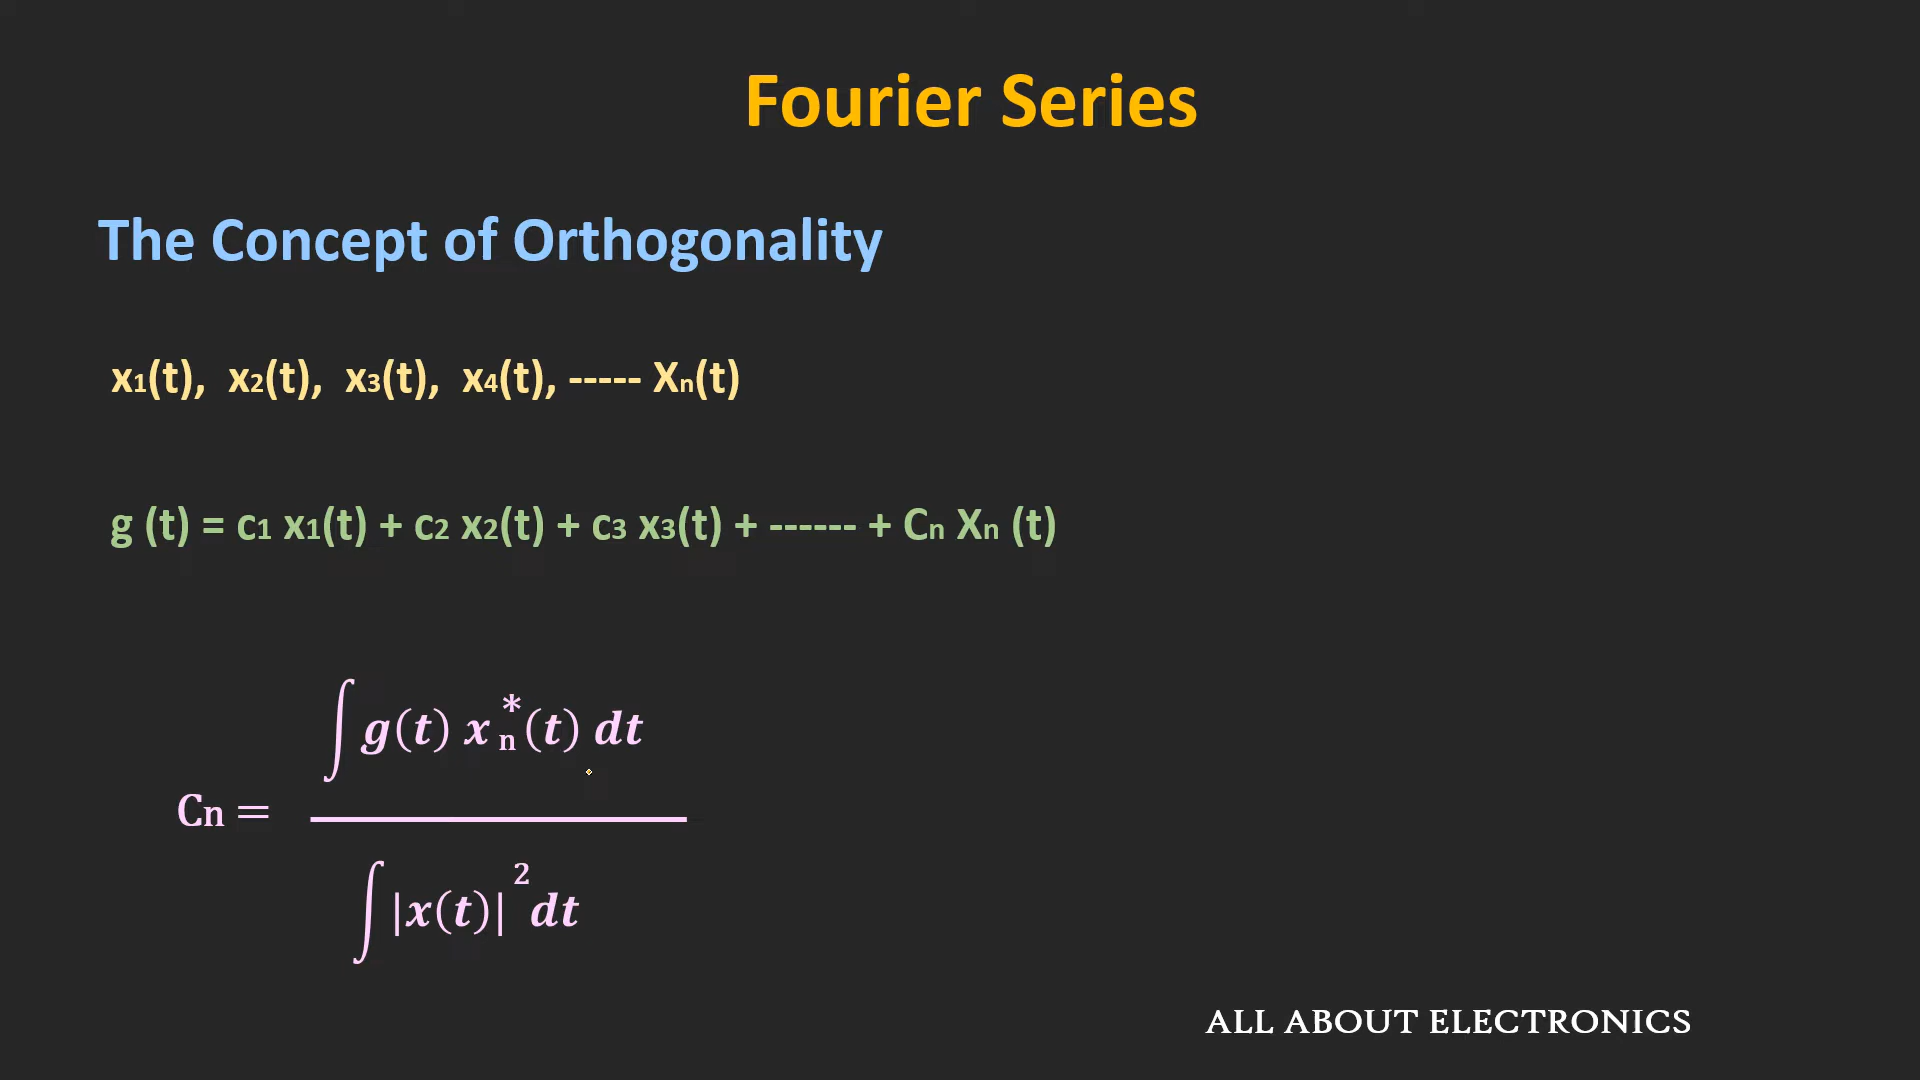 Fourier Series
The Concept of Orthogonality
x₁(t), x₂(t), x₃(t), x₄(t), ----- Xₙ(t)
g (t) = c₁ x₁(t) + c₂ x₂(t) + c₃ x₃(t) + ------ + Cₙ Xₙ (t)
∫ g(t) xₙ*(t) dt
Cn =
∫ |x(t)|² dt
ALL ABOUT ELECTRONICS